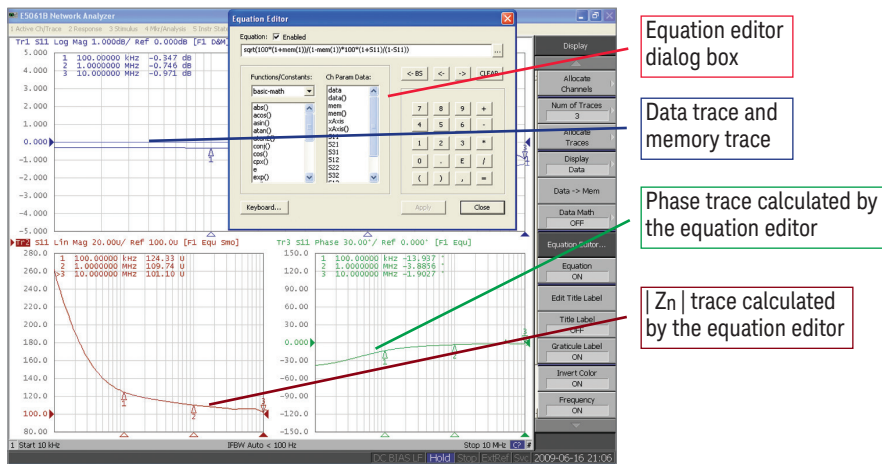 E5061B Network Analyzer
1 Active Ch/Trace 2 Response 3 Stimulus 4 Mkr/Analysis 5 Instr State
Tr1 S11 Log Mag 1.000dB/ Ref 0.000dB [F1 D&M]
5.000
4.000
3.000
2.000
1.000
0.000
-1.000
-2.000
-3.000
-4.000
-5.000
1 100.00000 kHz -0.347 dB
2 1.0000000 MHz -0.746 dB
3 10.000000 MHz -0.971 dB
1
Equation Editor
Equation: Enabled
sqrt(100*(1+mem(1))/(1-mem(1))*100*(1+S11)/(1-S11))
...
Functions/Constants:
basic-math
abs()
acos()
asin()
atan()
atan2()
conj()
cos()
cpx()
e
exp()
Ch Param Data:
data
data()
mem
mem()
xAxis
xAxis()
S11
S21
S31
S12
S22
S32
<- BS <- -> CLEAR
7 8 9 +
4 5 6 -
1 2 3 *
0 . E /
( ) , =
Keyboard...
Apply
Close
Tr2 S11 Lin Mag 20.00U/ Ref 100.0U [F1 Equ Smo]
280.0
260.0
240.0
220.0
200.0
180.0
160.0
140.0
120.0
100.0
80.00
1 100.00000 kHz 124.33 U
2 1.0000000 MHz 109.74 U
>3 10.000000 MHz 101.10 U
1
2
3
Tr3 S11 Phase 30.00°/ Ref 0.000° [F1 Equ]
150.0
120.0
90.00
60.00
30.00
0.000
-30.00
-60.00
-90.00
-120.0
-150.0
1 100.00000 kHz -13.937 °
2 1.0000000 MHz -3.8856 °
3 10.000000 MHz -1.9027 °
1
2
3
1 Start 10 kHz
IFBW Auto < 100 Hz
Stop 10 MHz C? #
DC BIAS LF Hold Stop ExtRef Svc 2009-06-16 21:06
Display
Allocate
Channels
Num of Traces
3
Allocate
Traces
Display
Data
Data -> Mem
Data Math
OFF
Equation Editor...
Equation
ON
Edit Title Label
Title Label
OFF
Graticule Label
ON
Invert Color
ON
Frequency
ON
Equation editor
dialog box
Data trace and
memory trace
Phase trace calculated by
the equation editor
| Zn | trace calculated
by the equation editor